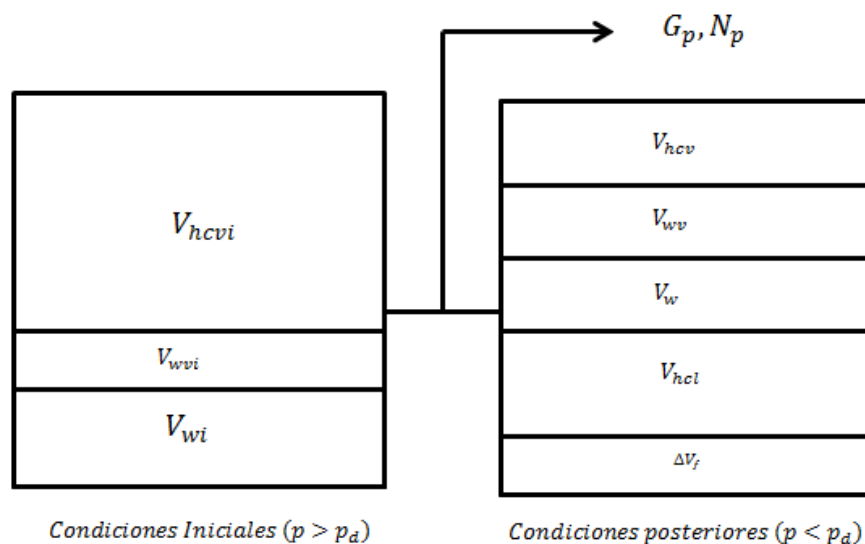 G_p, N_p
V_hcvi
V_wvi
V_wi
V_hcv
V_wv
V_w
V_hcl
ΔV_f
Condiciones Iniciales (p > p_d)
Condiciones posteriores (p < p_d)